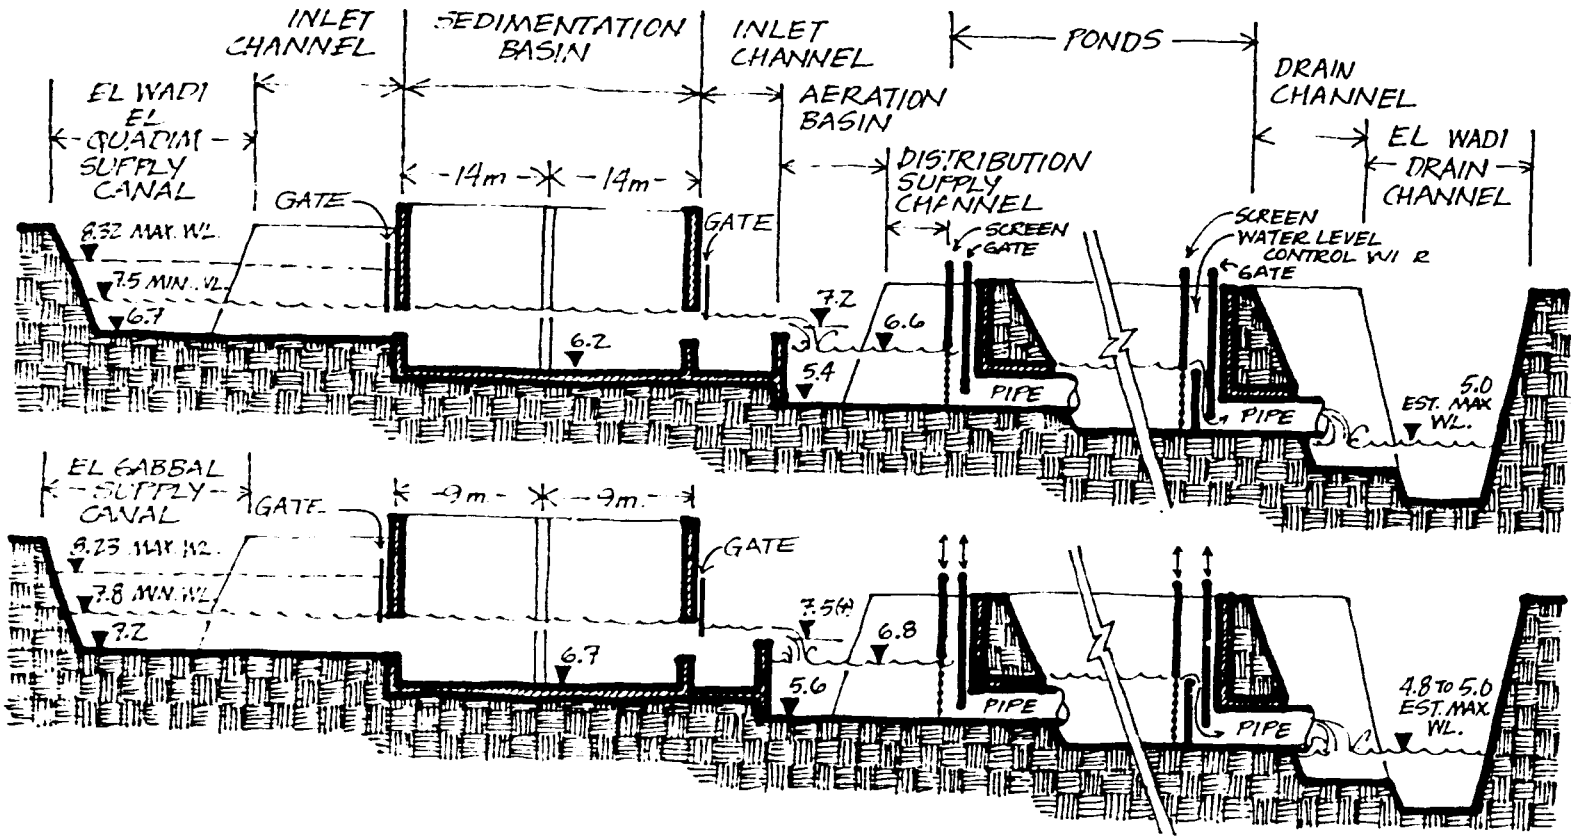 INLET
CHANNEL
SEDIMENTATION
BASIN
INLET
CHANNEL
PONDS
DRAIN
CHANNEL
EL WADI
EL
QUADIM
SUPPLY
CANAL
AERATION
BASIN
EL WADI
DRAIN
CHANNEL
DISTRIBUTION
SUPPLY
CHANNEL
14m
14m
GATE
GATE
SCREEN
GATE
SCREEN
WATER LEVEL
CONTROL
GATE
8.32 MAX. WL.
7.5 MIN. WL.
6.7
6.2
7.2
6.6
5.4
PIPE
PIPE
5.0
EST. MAX
WL.
EL GABBAL
SUPPLY
CANAL
9m
9m
GATE
GATE
8.23 MAX. WL.
7.8 MIN. WL.
7.2
6.7
7.5(+)
6.8
5.6
PIPE
PIPE
4.8 TO 5.0
EST. MAX
WL.